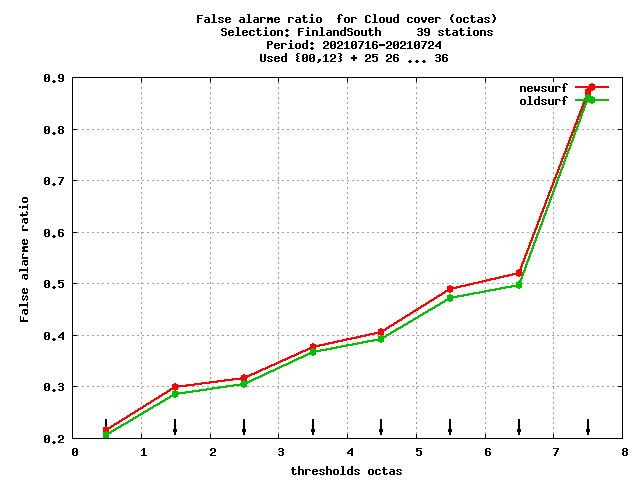 False alarme ratio  for Cloud cover (octas)
Selection: FinlandSouth     39 stations
Period: 20210716-20210724
Used {00,12} + 25 26 ... 36
newsurf
oldsurf
0.9
0.8
0.7
0.6
0.5
0.4
0.3
0.2
False alarme ratio
0 1 2 3 4 5 6 7 8
thresholds octas